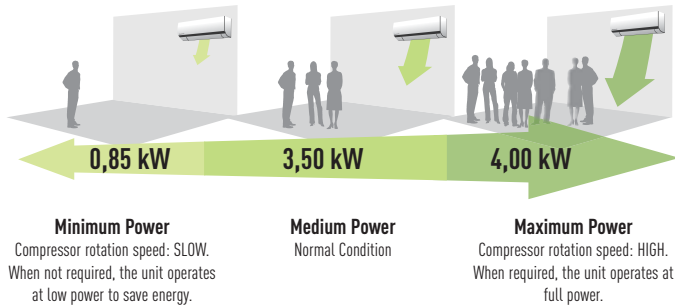 0,85 kW
3,50 kW
4,00 kW
Minimum Power
Compressor rotation speed: SLOW.
When not required, the unit operates
at low power to save energy.
Medium Power
Normal Condition
Maximum Power
Compressor rotation speed: HIGH.
When required, the unit operates at
full power.